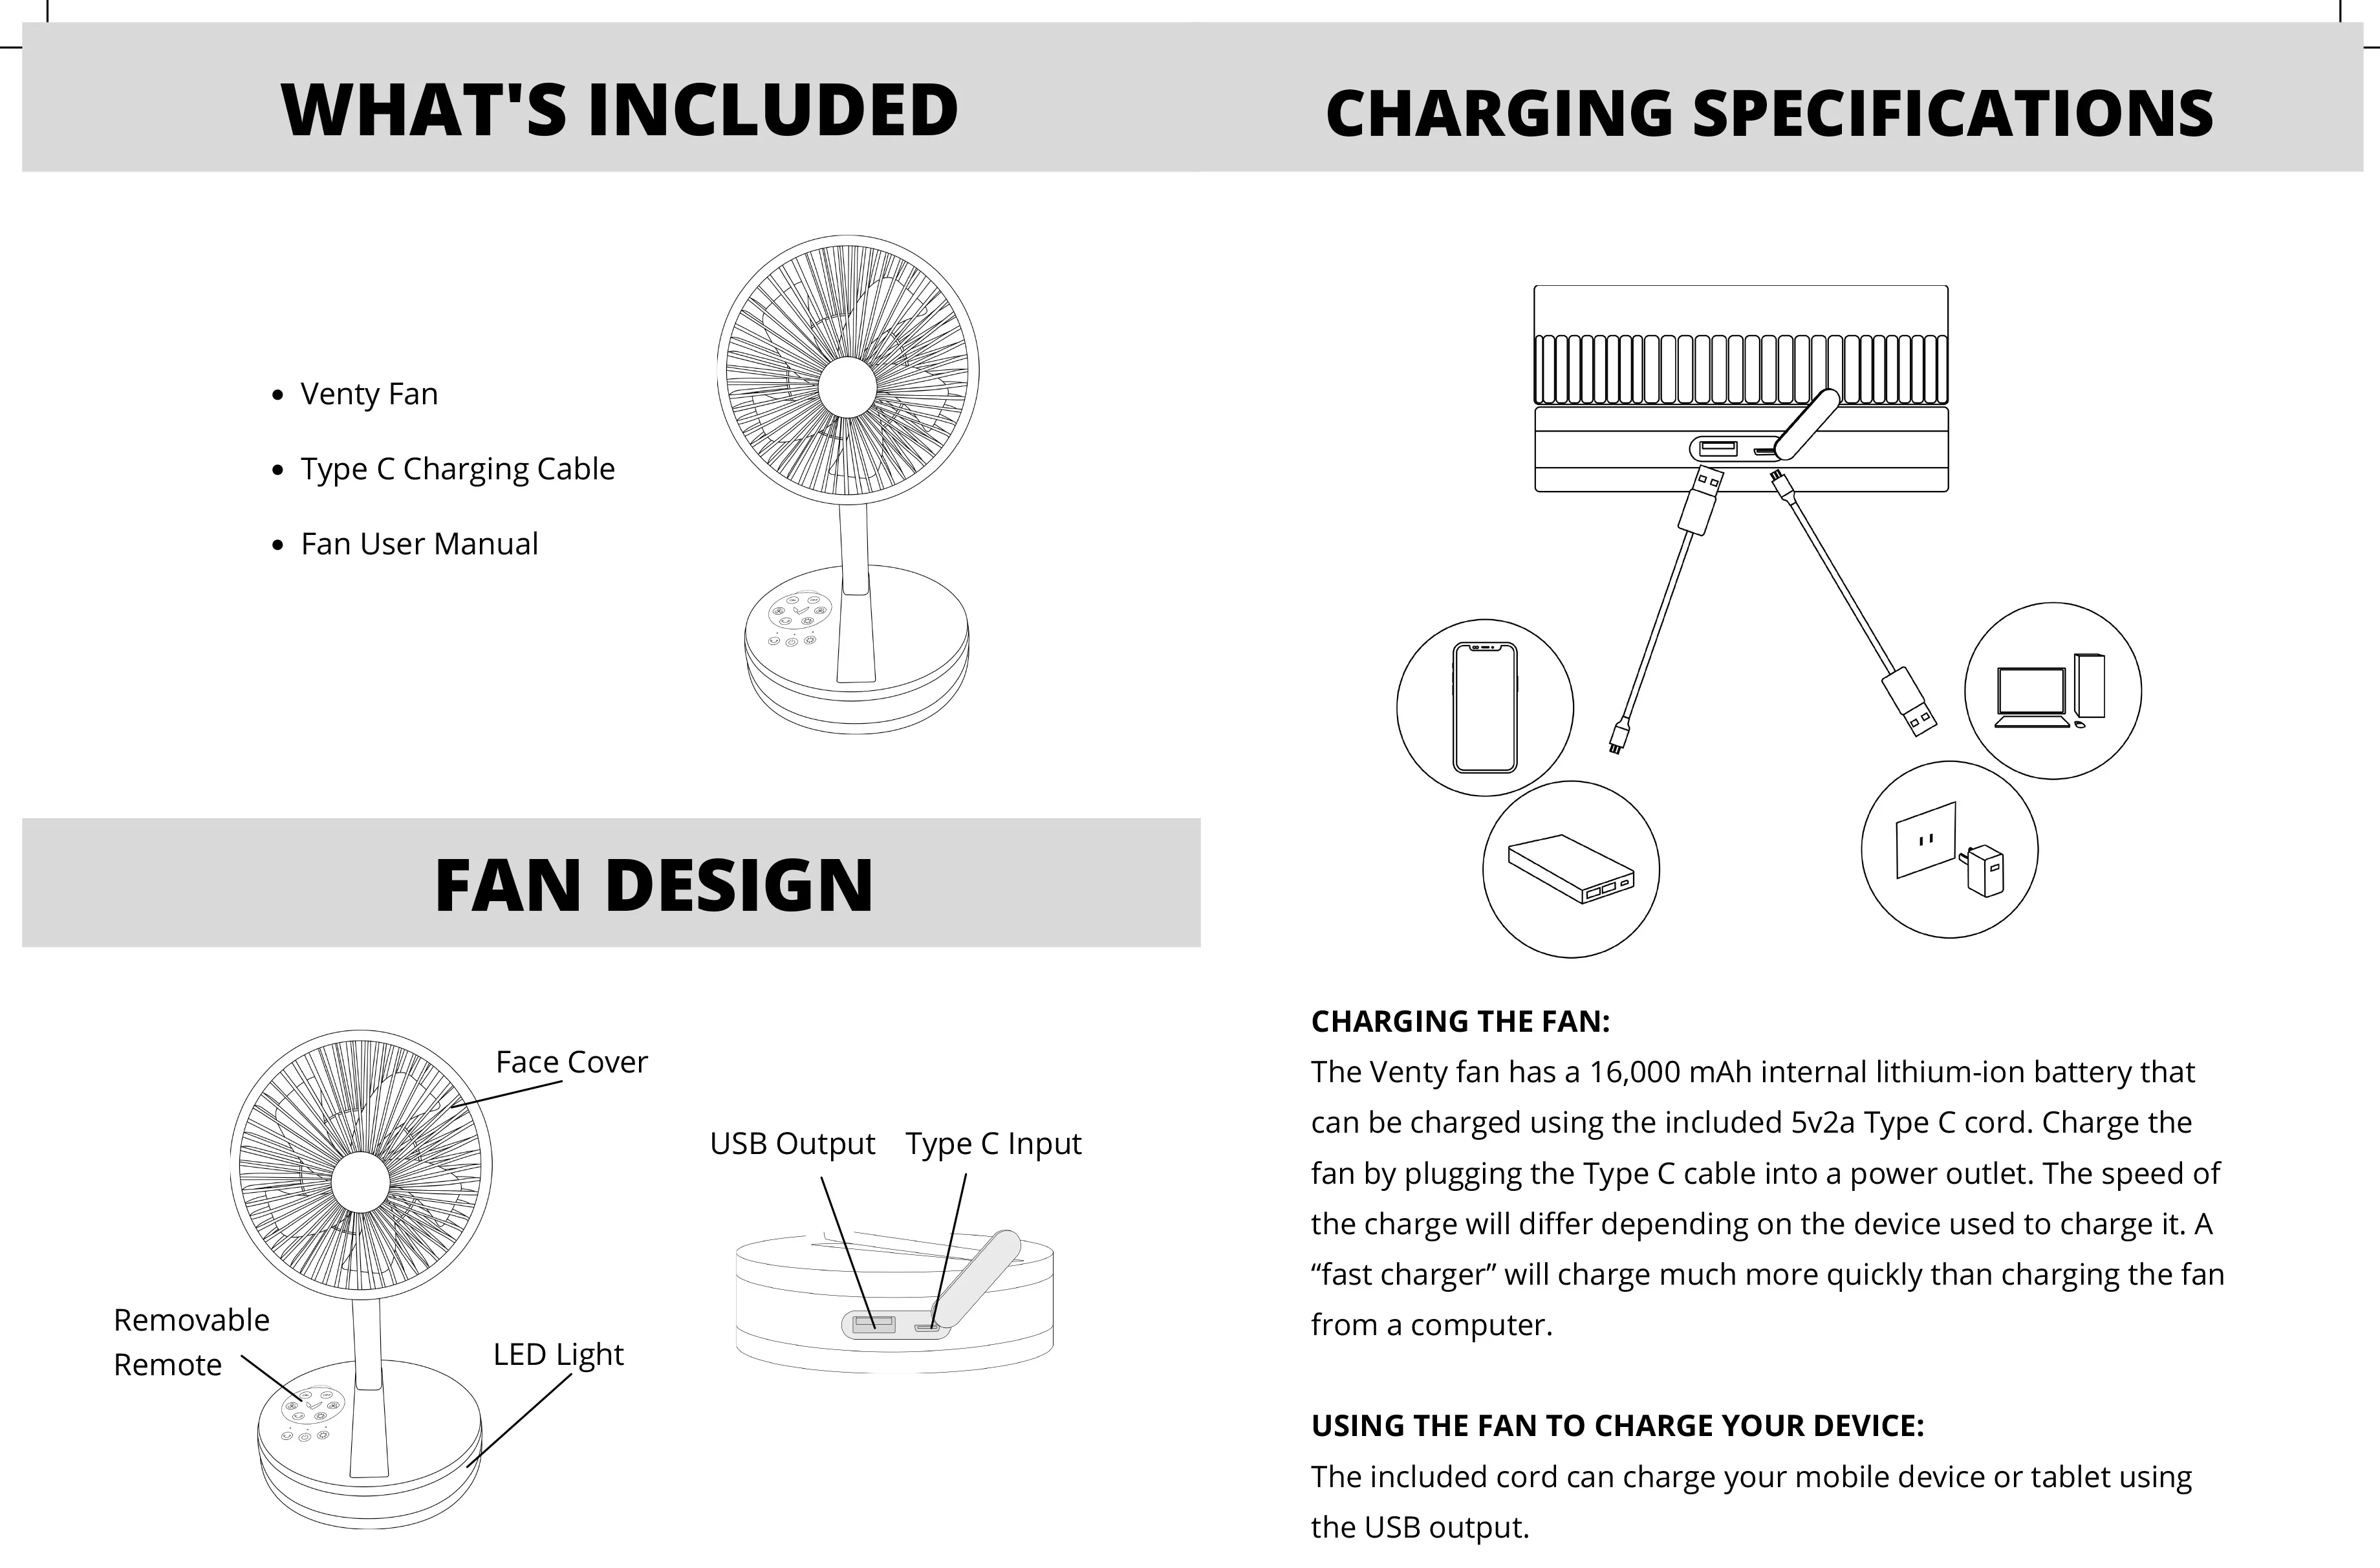 WHAT'S INCLUDED
• Venty Fan
• Type C Charging Cable
• Fan User Manual
FAN DESIGN
Face Cover
USB Output
Type C Input
Removable
Remote
LED Light
CHARGING SPECIFICATIONS
CHARGING THE FAN:
The Venty fan has a 16,000 mAh internal lithium-ion battery that
can be charged using the included 5v2a Type C cord. Charge the
fan by plugging the Type C cable into a power outlet. The speed of
the charge will differ depending on the device used to charge it. A
“fast charger” will charge much more quickly than charging the fan
from a computer.
USING THE FAN TO CHARGE YOUR DEVICE:
The included cord can charge your mobile device or tablet using
the USB output.